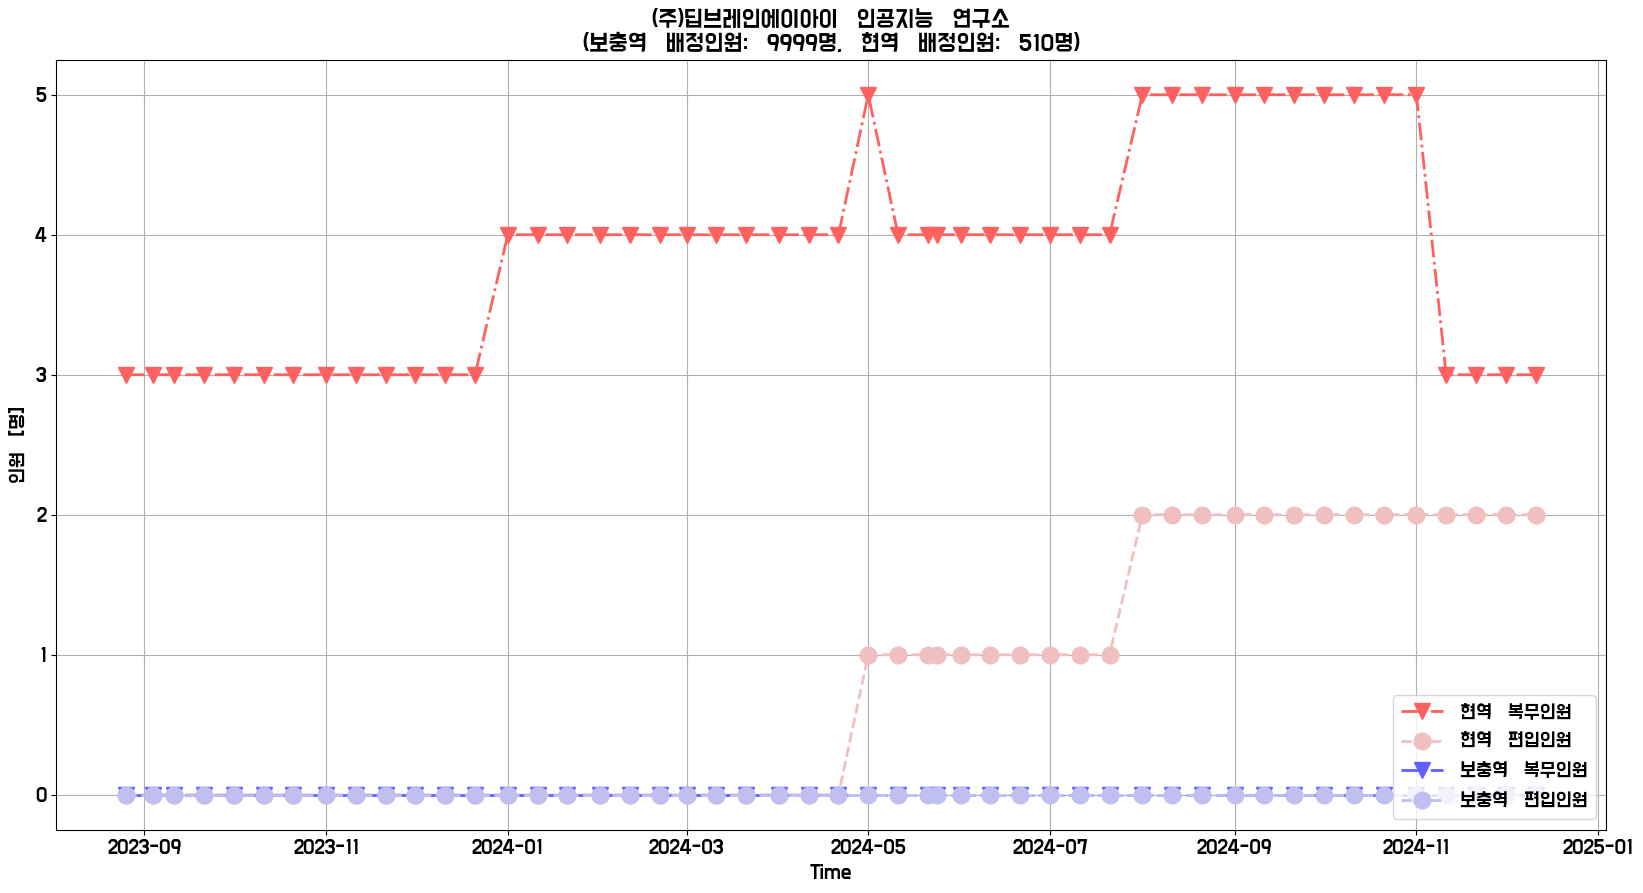 (주)딥브레인에이아이 인공지능 연구소
(보충역 배정인원: 9999명, 현역 배정인원: 510명)
5
4
3
2
1
0
인원 [명]
현역 복무인원
현역 편입인원
보충역 복무인원
보충역 편입인원
2023-09 2023-11 2024-01 2024-03 2024-05 2024-07 2024-09 2024-11 2025-01
Time